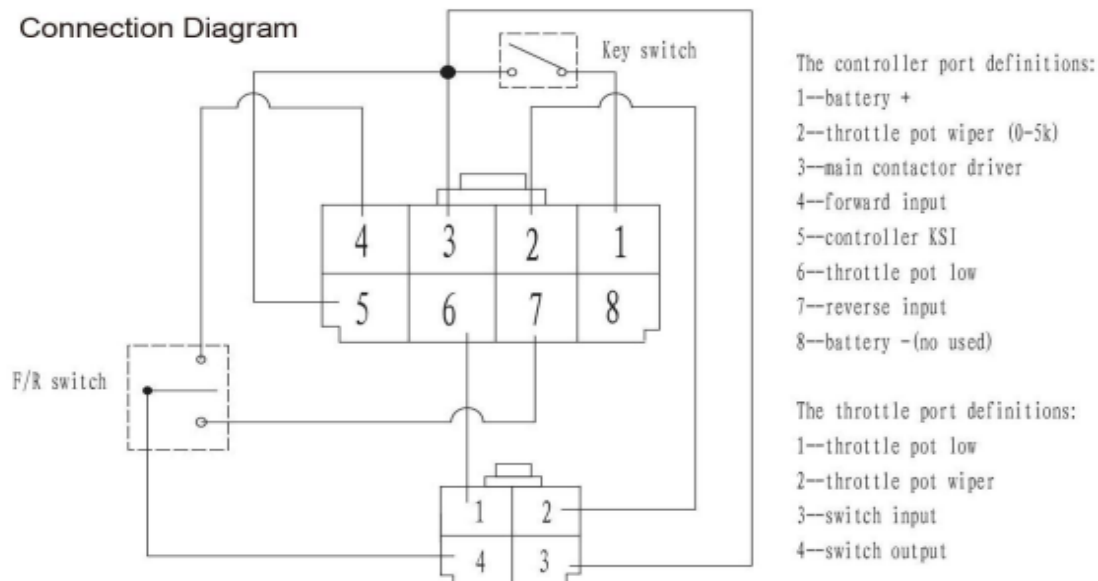 Connection Diagram
Key switch
The controller port definitions:
1--battery +
2--throttle pot wiper (0-5k)
3--main contactor driver
4--forward input
5--controller KSI
6--throttle pot low
7--reverse input
8--battery -(no used)
4 3 2 1
5 6 7 8
F/R switch
The throttle port definitions:
1--throttle pot low
2--throttle pot wiper
3--switch input
4--switch output
1 2
4 3